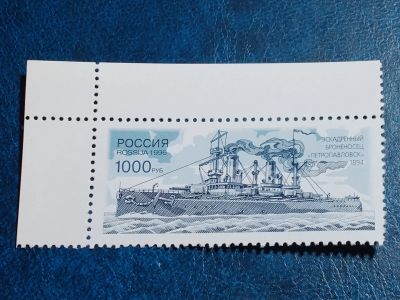 РОССИЯ
ROSSIJA 1996
1000 РУБ
ЭСКАДРЕННЫЙ
БРОНЕНОСЕЦ
«ПЕТРОПАВЛОВСК»
1894